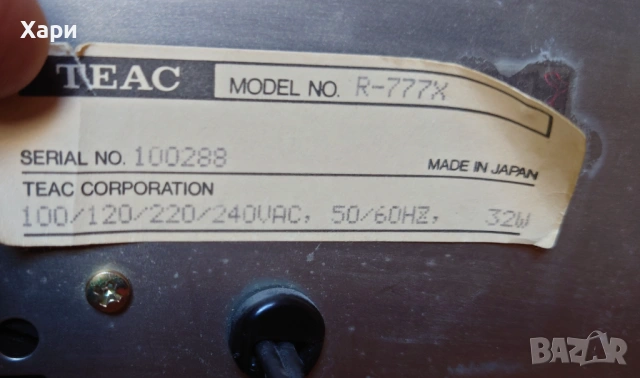 Хари
TEAC MODEL NO. R-777X
SERIAL NO. 100288 MADE IN JAPAN
TEAC CORPORATION
100/120/220/240VAC, 50/60HZ, 32W
BAZAR